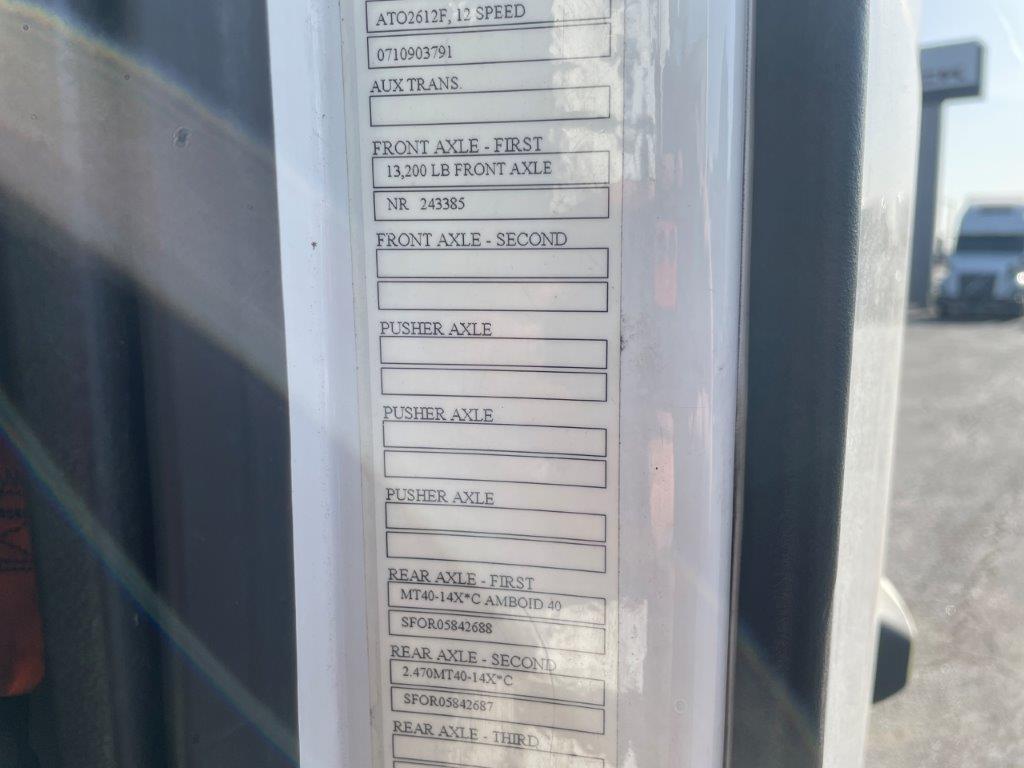 ATO2612F, 12 SPEED
0710903791
AUX TRANS.
FRONT AXLE - FIRST
13,200 LB FRONT AXLE
NR 243385
FRONT AXLE - SECOND
PUSHER AXLE
PUSHER AXLE
PUSHER AXLE
REAR AXLE - FIRST
MT40-14X*C AMBOID 40
SFOR05842688
REAR AXLE - SECOND
2.470MT40-14X*C
SFOR05842687
REAR AXLE - THIRD